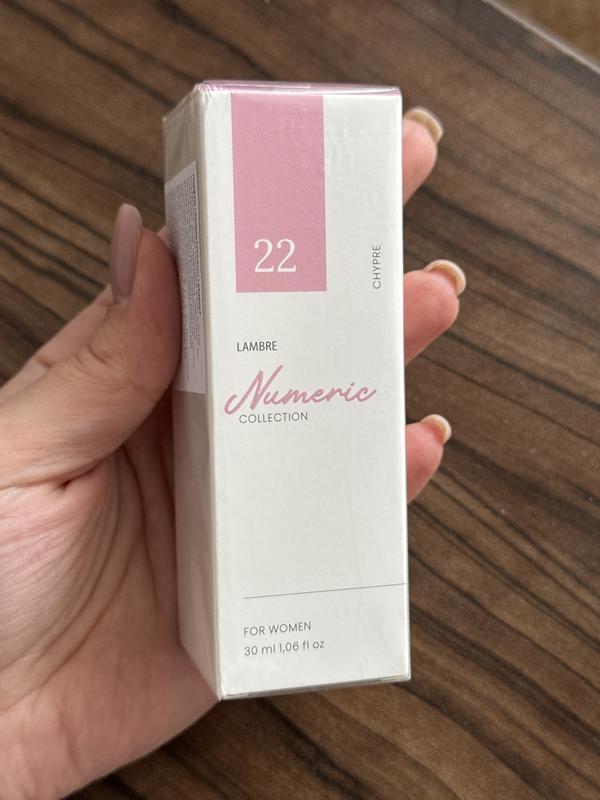 22
CHYPRE
LAMBRE
Numeric
COLLECTION
FOR WOMEN
30 ml 1,06 fl oz